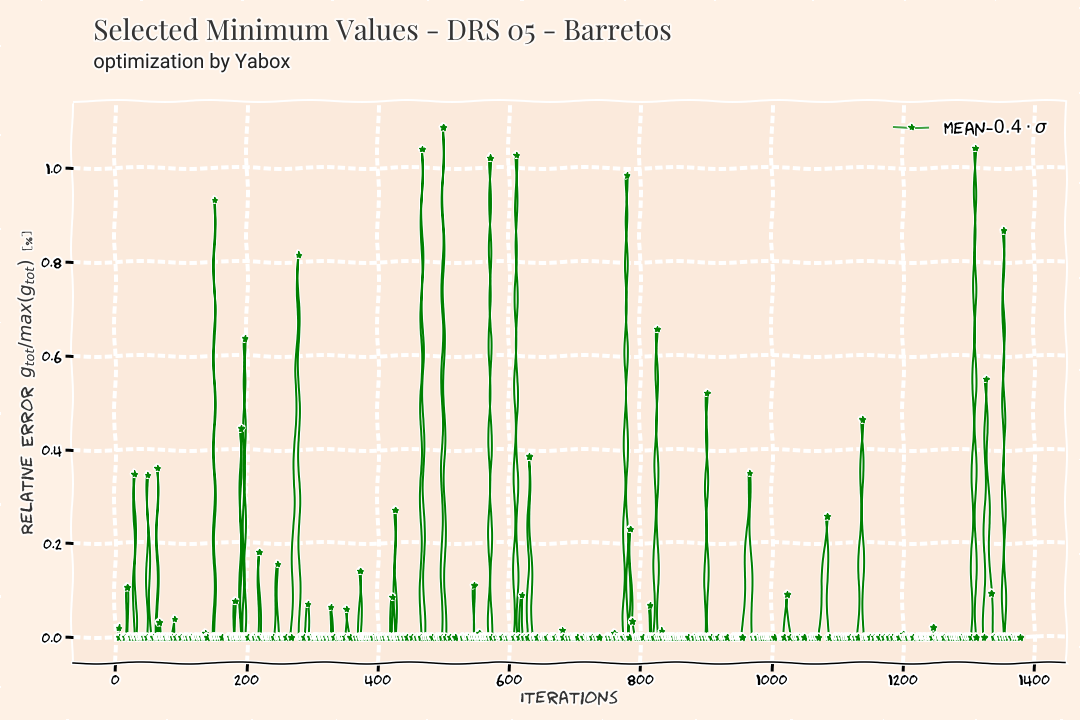 Selected Minimum Values - DRS 05 - Barretos
optimization by Yabox
MEAN-0.4 · σ
RELATIVE ERROR g_tot/max(g_tot) [%]
1.0
0.8
0.6
0.4
0.2
0.0
0 200 400 600 800 1000 1200 1400
ITERATIONS